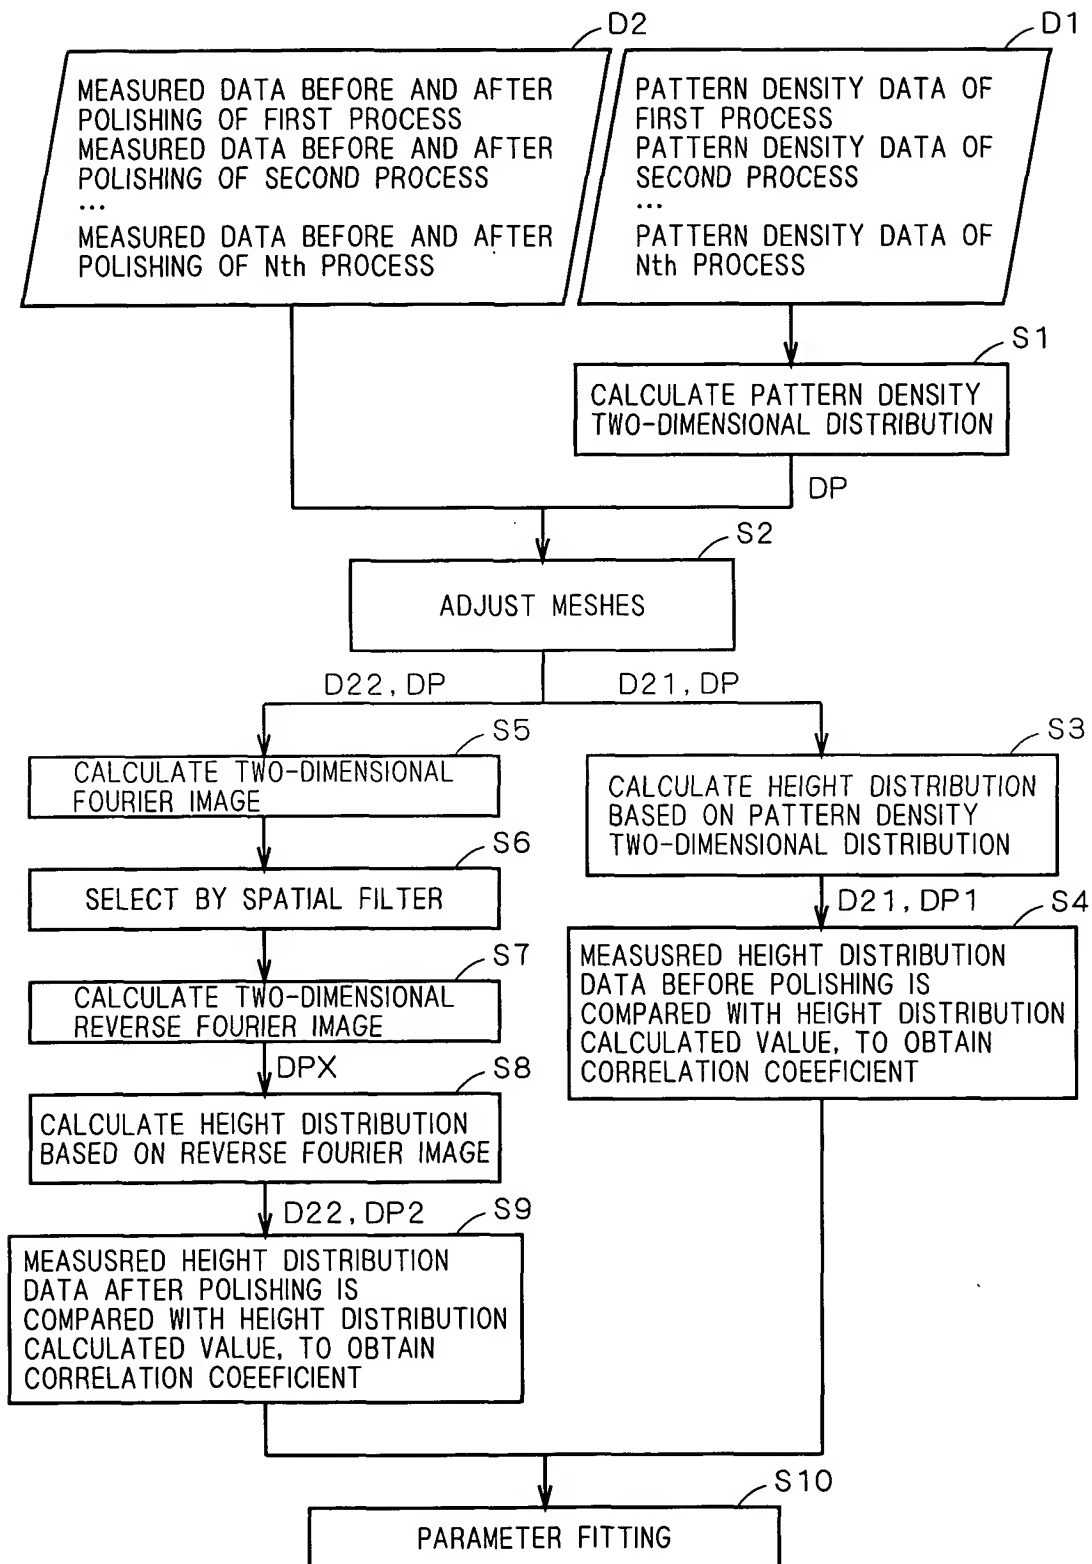 D2
D1
MEASURED DATA BEFORE AND AFTER
POLISHING OF FIRST PROCESS
MEASURED DATA BEFORE AND AFTER
POLISHING OF SECOND PROCESS
...
MEASURED DATA BEFORE AND AFTER
POLISHING OF Nth PROCESS
PATTERN DENSITY DATA OF
FIRST PROCESS
PATTERN DENSITY DATA OF
SECOND PROCESS
...
PATTERN DENSITY DATA OF
Nth PROCESS
S1
CALCULATE PATTERN DENSITY
TWO-DIMENSIONAL DISTRIBUTION
DP
S2
ADJUST MESHES
D22, DP
D21, DP
S5
CALCULATE TWO-DIMENSIONAL
FOURIER IMAGE
S6
SELECT BY SPATIAL FILTER
S7
CALCULATE TWO-DIMENSIONAL
REVERSE FOURIER IMAGE
DPX
S8
CALCULATE HEIGHT DISTRIBUTION
BASED ON REVERSE FOURIER IMAGE
D22, DP2
S9
MEASUSRED HEIGHT DISTRIBUTION
DATA AFTER POLISHING IS
COMPARED WITH HEIGHT DISTRIBUTION
CALCULATED VALUE, TO OBTAIN
CORRELATION COEEFICIENT
S3
CALCULATE HEIGHT DISTRIBUTION
BASED ON PATTERN DENSITY
TWO-DIMENSIONAL DISTRIBUTION
D21, DP1
S4
MEASUSRED HEIGHT DISTRIBUTION
DATA BEFORE POLISHING IS
COMPARED WITH HEIGHT DISTRIBUTION
CALCULATED VALUE, TO OBTAIN
CORRELATION COEEFICIENT
S10
PARAMETER FITTING